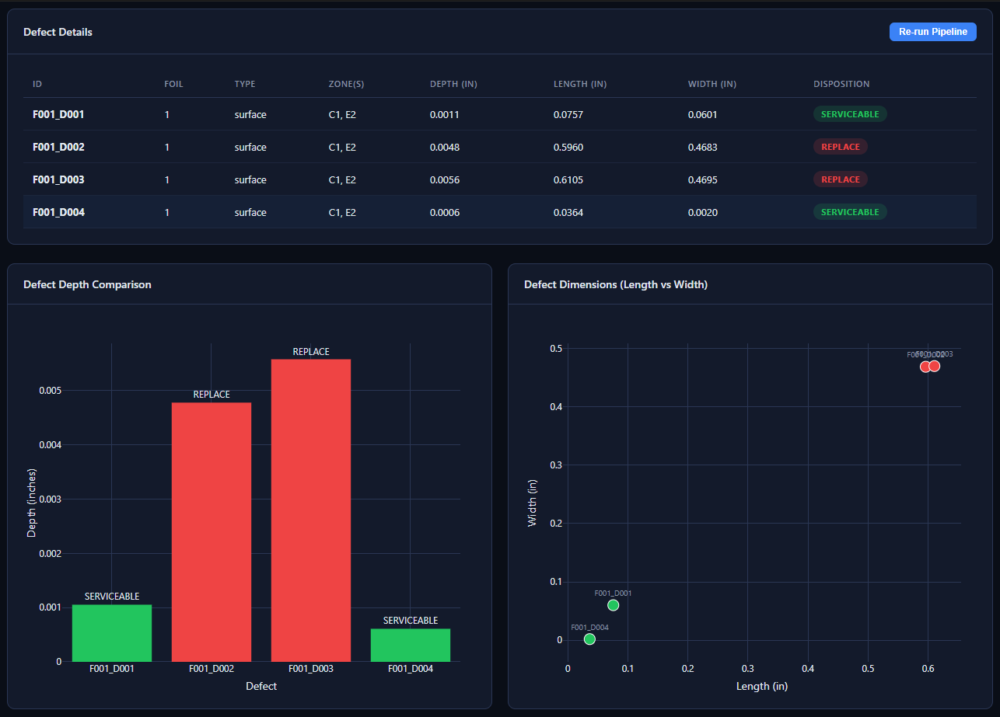 Defect Details
Re-run Pipeline
ID FOIL TYPE ZONE(S) DEPTH (IN) LENGTH (IN) WIDTH (IN) DISPOSITION
F001_D001 1 surface C1, E2 0.0011 0.0757 0.0601 SERVICEABLE
F001_D002 1 surface C1, E2 0.0048 0.5960 0.4683 REPLACE
F001_D003 1 surface C1, E2 0.0056 0.6105 0.4695 REPLACE
F001_D004 1 surface C1, E2 0.0006 0.0364 0.0020 SERVICEABLE
Defect Depth Comparison
REPLACE
REPLACE
SERVICEABLE
SERVICEABLE
0.005
0.004
0.003
0.002
0.001
0
Depth (inches)
F001_D001 F001_D002 F001_D003 F001_D004
Defect
Defect Dimensions (Length vs Width)
F001_D002
F001_D003
F001_D001
F001_D004
0.5
0.4
0.3
0.2
0.1
0
Width (in)
0 0.1 0.2 0.3 0.4 0.5 0.6
Length (in)